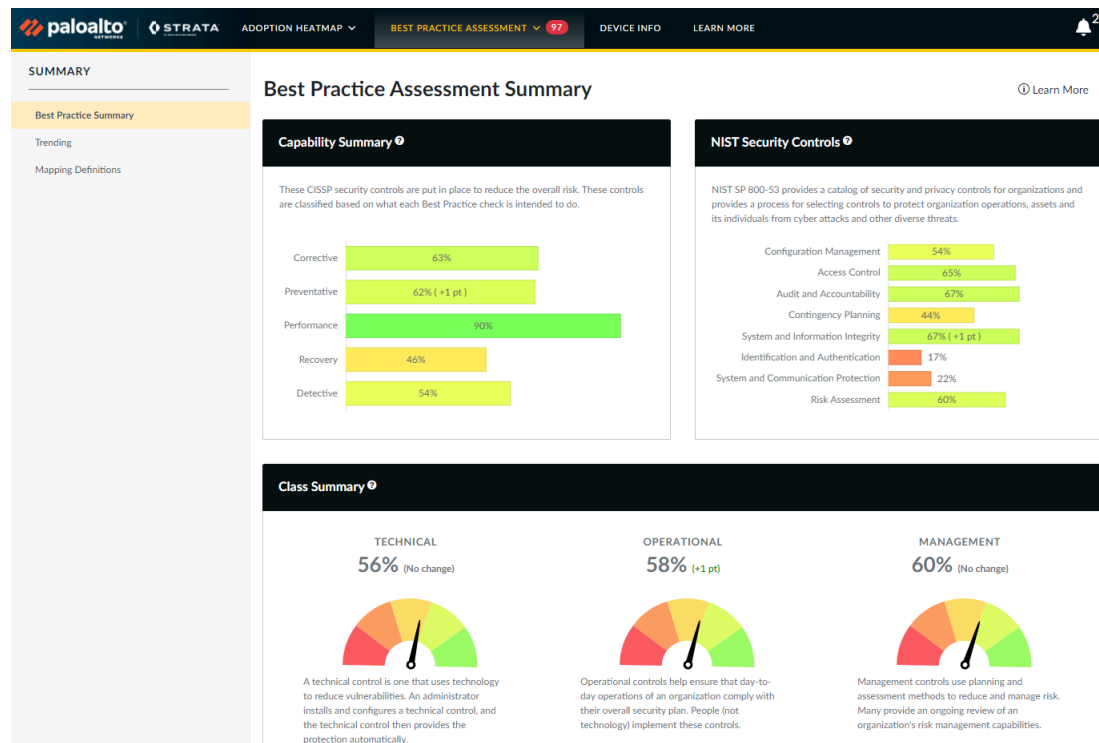 paloalto NETWORKS STRATA ADOPTION HEATMAP BEST PRACTICE ASSESSMENT 97 DEVICE INFO LEARN MORE 2
SUMMARY
Best Practice Summary
Trending
Mapping Definitions
Best Practice Assessment Summary
Learn More
Capability Summary
These CISSP security controls are put in place to reduce the overall risk. These controls
are classified based on what each Best Practice check is intended to do.
Corrective 63%
Preventative 62% ( +1 pt )
Performance 90%
Recovery 46%
Detective 54%
NIST Security Controls
NIST SP 800-53 provides a catalog of security and privacy controls for organizations and
provides a process for selecting controls to protect organization operations, assets and
its individuals from cyber attacks and other diverse threats.
Configuration Management 54%
Access Control 65%
Audit and Accountability 67%
Contingency Planning 44%
System and Information Integrity 67% ( +1 pt )
Identification and Authentication 17%
System and Communication Protection 22%
Risk Assessment 60%
Class Summary
TECHNICAL
56% (No change)
A technical control is one that uses technology
to reduce vulnerabilities. An administrator
installs and configures a technical control, and
the technical control then provides the
protection automatically.
OPERATIONAL
58% (+1 pt)
Operational controls help ensure that day-to-
day operations of an organization comply with
their overall security plan. People (not
technology) implement these controls.
MANAGEMENT
60% (No change)
Management controls use planning and
assessment methods to reduce and manage risk.
Many provide an ongoing review of an
organization's risk management capabilities.